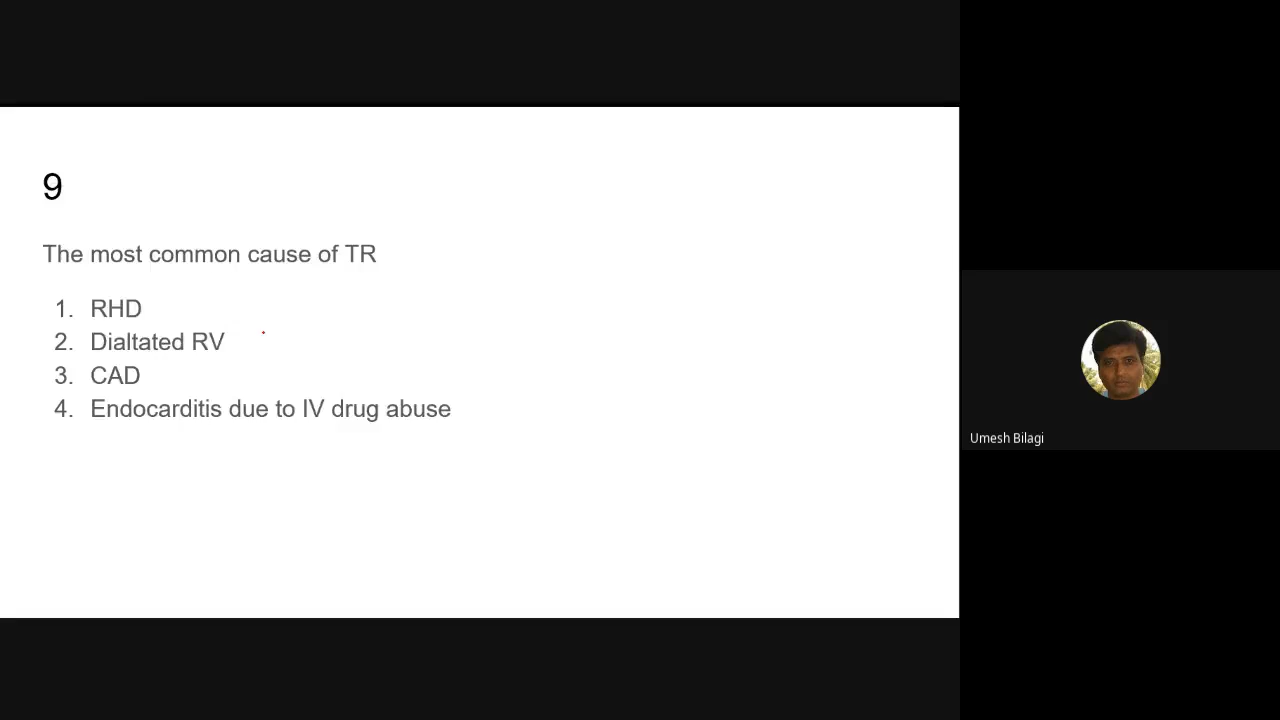 9
The most common cause of TR
1. RHD
2. Dialtated RV
3. CAD
4. Endocarditis due to IV drug abuse
Umesh Bilagi